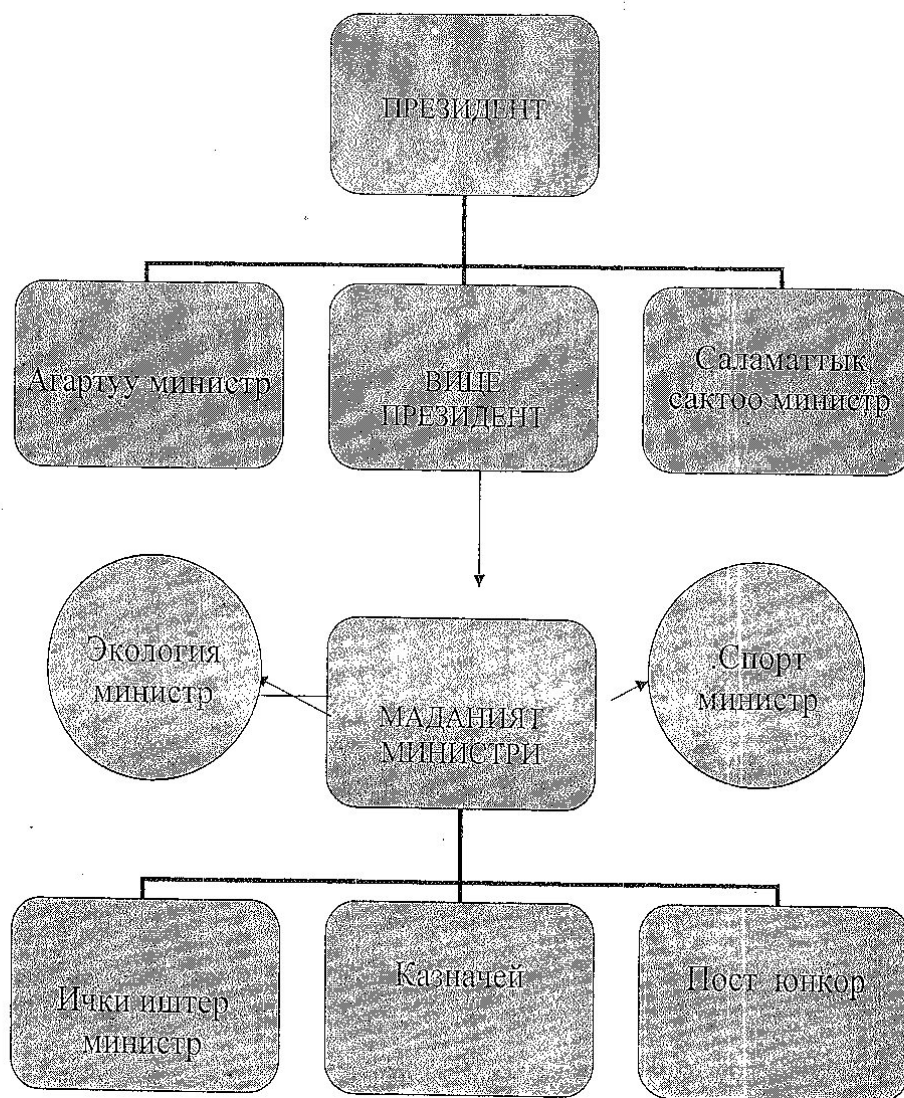 ПРЕЗИДЕНТ
Агартуу министр
ВИЦЕ
ПРЕЗИДЕНТ
Саламаттык
сактоо министр
Экология
министр
МАДАНИЯТ
МИНИСТРИ
.Спорт
министр
Ички иштер
министр
Казначей
Пост юнкор